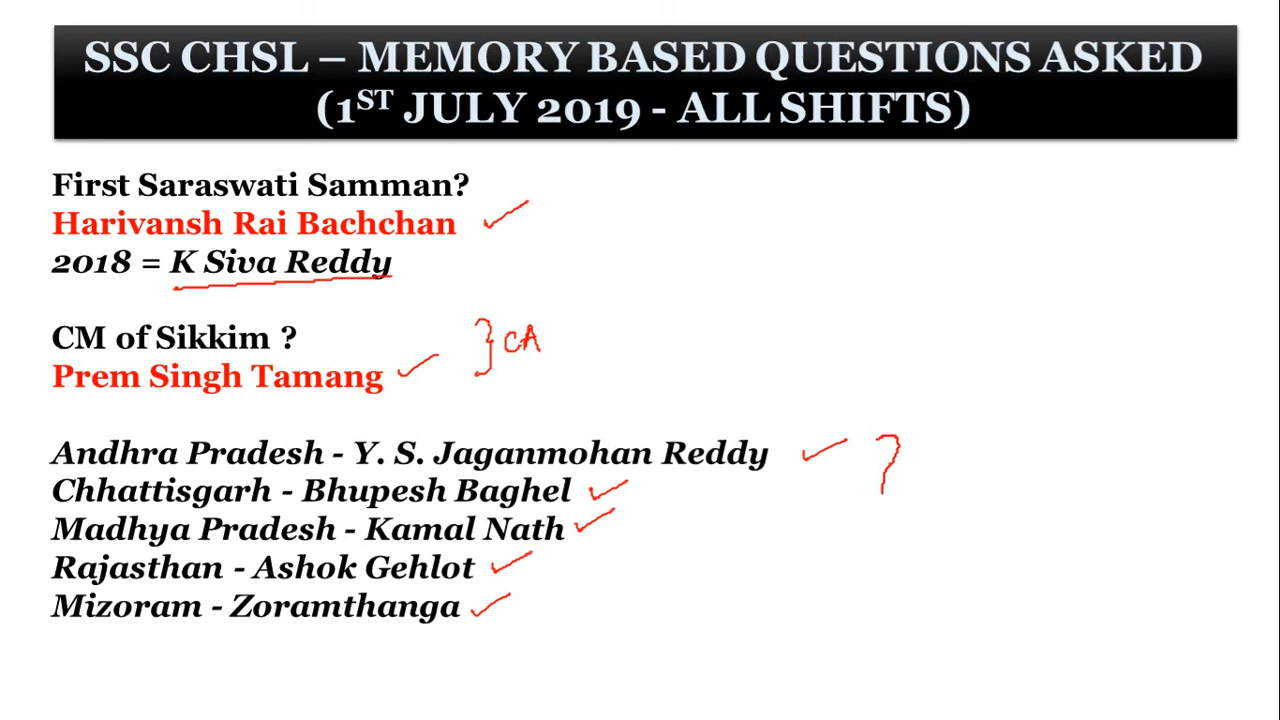 SSC CHSL – MEMORY BASED QUESTIONS ASKED
(1ST JULY 2019 - ALL SHIFTS)
First Saraswati Samman?
Harivansh Rai Bachchan
2018 = K Siva Reddy
CM of Sikkim ?
} CA
Prem Singh Tamang
Andhra Pradesh - Y. S. Jaganmohan Reddy
?
Chhattisgarh - Bhupesh Baghel
Madhya Pradesh - Kamal Nath
Rajasthan - Ashok Gehlot
Mizoram - Zoramthanga